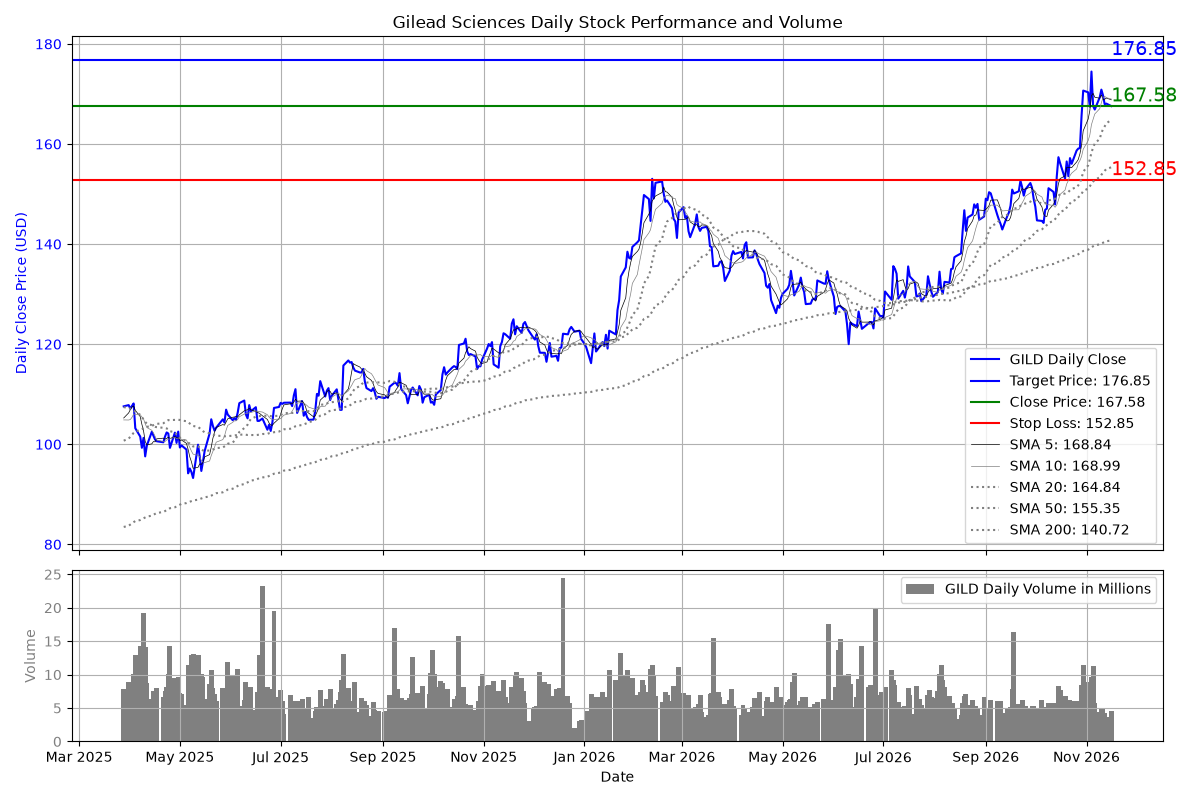 Gilead Sciences Daily Stock Performance and Volume
Daily Close Price (USD)
180
160
140
120
100
80
176.85
167.58
152.85
GILD Daily Close
Target Price: 176.85
Close Price: 167.58
Stop Loss: 152.85
SMA 5: 168.84
SMA 10: 168.99
SMA 20: 164.84
SMA 50: 155.35
SMA 200: 140.72
Volume
25
20
15
10
5
0
GILD Daily Volume in Millions
Mar 2025
May 2025
Jul 2025
Sep 2025
Nov 2025
Jan 2026
Mar 2026
May 2026
Jul 2026
Sep 2026
Nov 2026
Date